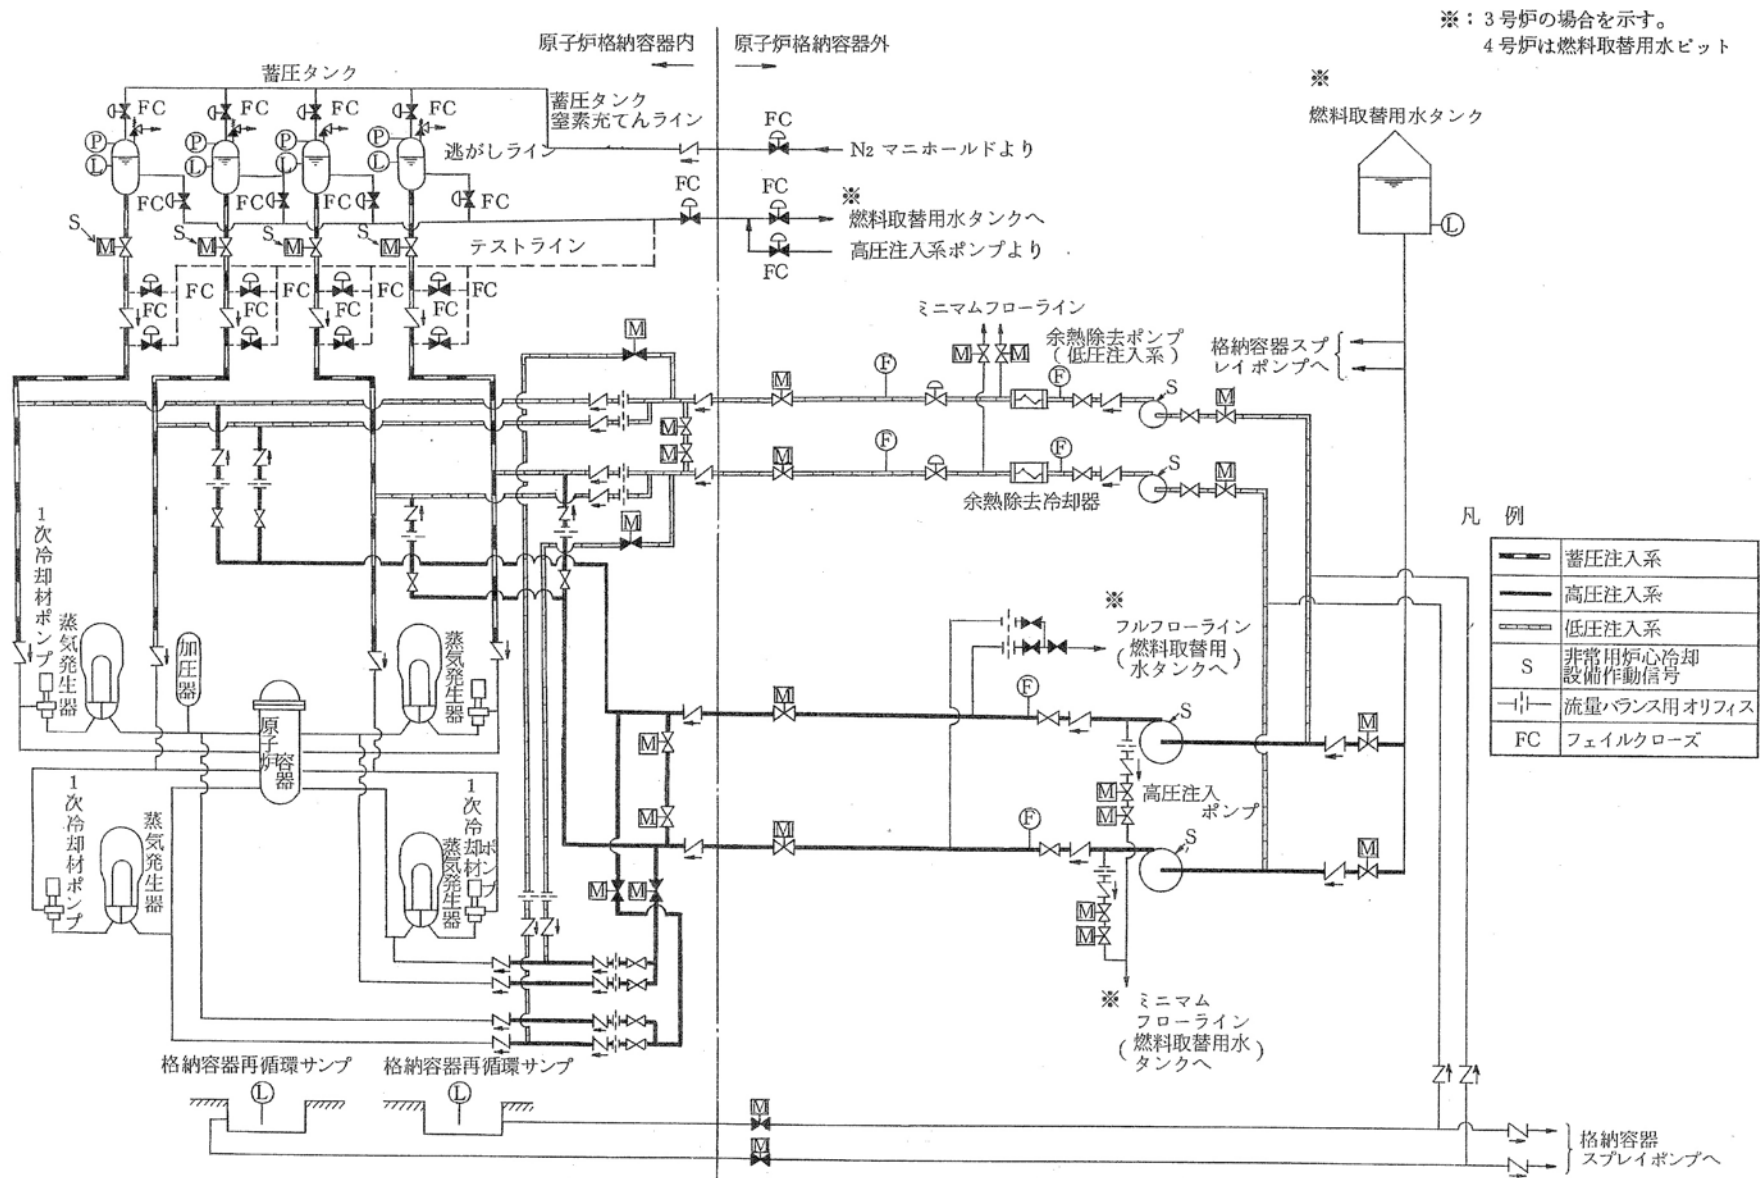 ※：3号炉の場合を示す。
4号炉は燃料取替用水ピット
原子炉格納容器内
原子炉格納容器外
※
燃料取替用水タンク
L
蓄圧タンク
FC
FC
FC
FC
蓄圧タンク
窒素充てんライン
逃がしライン
P
P
P
P
L
L
L
L
FC
N2 マニホールドより
FC
FC
FC
FC
FC
FC
※
燃料取替用水タンクへ
高圧注入系ポンプより
FC
S
S
S
S
M
M
M
M
テストライン
FC
FC
FC
FC
FC
FC
FC
FC
ミニマムフローライン
M
M
余熱除去ポンプ
（低圧注入系）
格納容器スプ
レイポンプへ
M
M
F
F
S
M
M
M
M
F
F
S
M
余熱除去冷却器
M
凡 例
蓄圧注入系
高圧注入系
低圧注入系
S
非常用炉心冷却
設備作動信号
流量バランス用オリフィス
FC
フェイルクローズ
1次冷却材ポンプ
蒸気発生器
加圧器
蒸気発生器
原子炉容器
※
フルフローライン
（燃料取替用
水タンクへ）
M
F
S
M
M
M
M
高圧注入
ポンプ
M
M
F
S
M
1次冷却材ポンプ
蒸気発生器
蒸気発生器
1次冷却材ポンプ
M
M
M
M
※
ミニマム
フローライン
（燃料取替用水
タンクへ）
格納容器再循環サンプ
格納容器再循環サンプ
L
L
M
M
格納容器
スプレイポンプへ